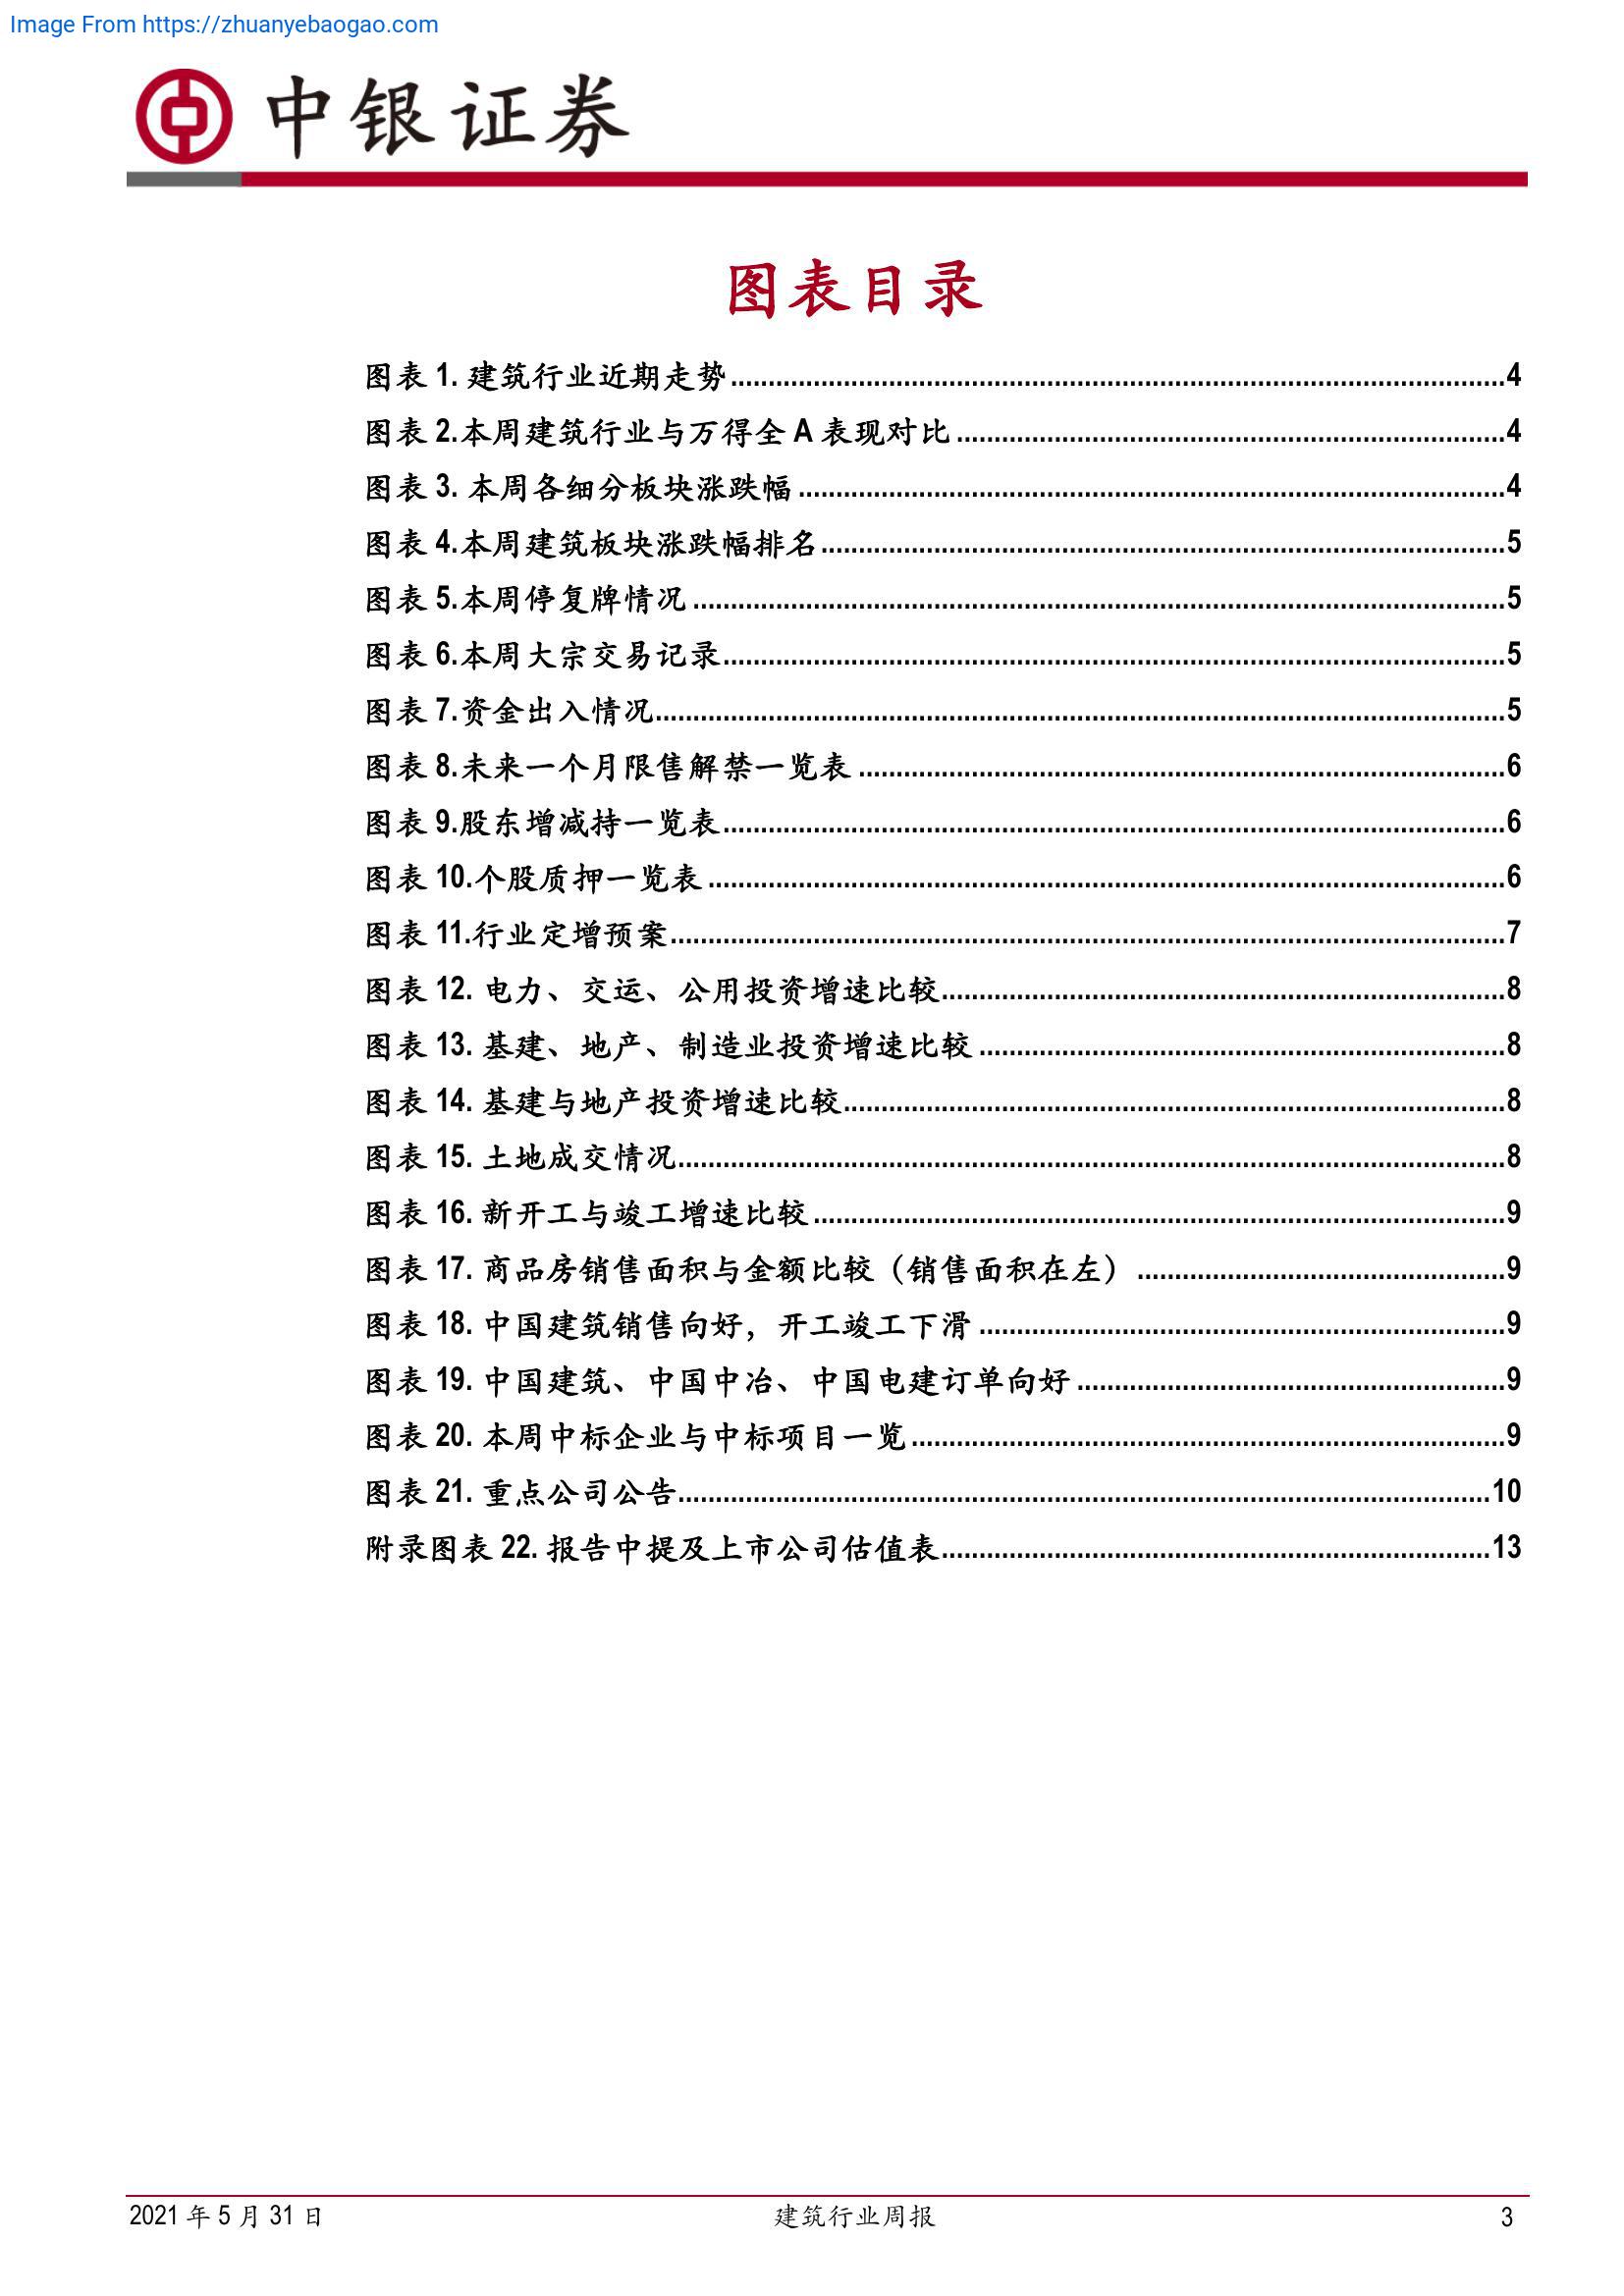 Image From https://zhuanyebaogao.com
中银证券
图表目录
图表 1. 建筑行业近期走势....................4
图表 2.本周建筑行业与万得全 A 表现对比....................4
图表 3. 本周各细分板块涨跌幅....................4
图表 4.本周建筑板块涨跌幅排名....................5
图表 5.本周停复牌情况....................5
图表 6.本周大宗交易记录....................5
图表 7.资金出入情况....................5
图表 8.未来一个月限售解禁一览表....................6
图表 9.股东增减持一览表....................6
图表 10.个股质押一览表....................6
图表 11.行业定增预案....................7
图表 12. 电力、交运、公用投资增速比较....................8
图表 13. 基建、地产、制造业投资增速比较....................8
图表 14. 基建与地产投资增速比较....................8
图表 15. 土地成交情况....................8
图表 16. 新开工与竣工增速比较....................9
图表 17. 商品房销售面积与金额比较（销售面积在左）....................9
图表 18. 中国建筑销售向好，开工竣工下滑....................9
图表 19. 中国建筑、中国中冶、中国电建订单向好....................9
图表 20. 本周中标企业与中标项目一览....................9
图表 21. 重点公司公告....................10
附录图表 22. 报告中提及上市公司估值表....................13
2021 年 5 月 31 日 建筑行业周报 3